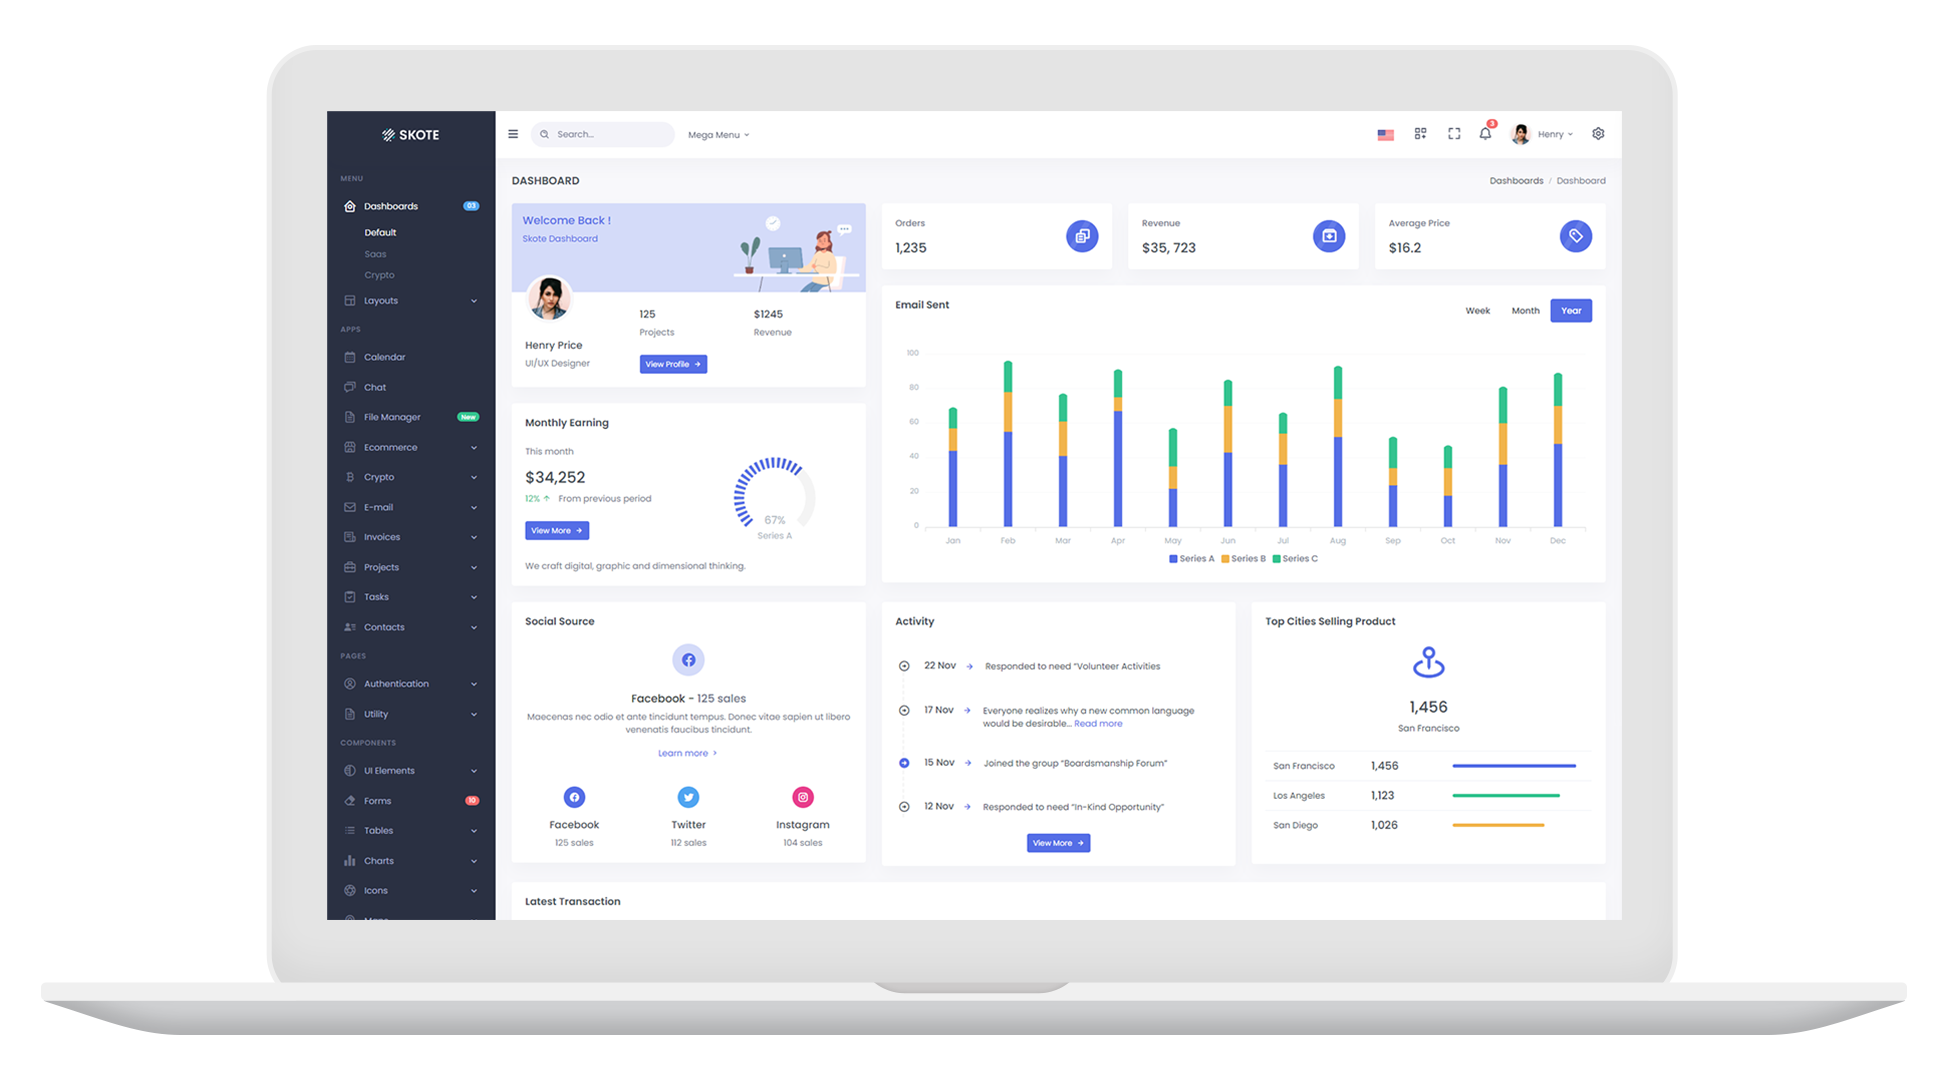 SKOTE
Search...
Mega Menu
3
Henry
MENU
Dashboards 03
Default
Saas
Crypto
Layouts
APPS
Calendar
Chat
File Manager New
Ecommerce
Crypto
E-mail
Invoices
Projects
Tasks
Contacts
PAGES
Authentication
Utility
COMPONENTS
UI Elements
Forms 10
Tables
Charts
Icons
Maps
DASHBOARD
Dashboards / Dashboard
Welcome Back !
Skote Dashboard
Henry Price
UI/UX Designer
125
Projects
$1245
Revenue
View Profile
Orders
1,235
Revenue
$35, 723
Average Price
$16.2
Monthly Earning
This month
$34,252
12% From previous period
View More
67%
Series A
We craft digital, graphic and dimensional thinking.
Email Sent
Week Month Year
100
80
60
40
20
0
Jan Feb Mar Apr May Jun Jul Aug Sep Oct Nov Dec
Series A Series B Series C
Social Source
Facebook - 125 sales
Maecenas nec odio et ante tincidunt tempus. Donec vitae sapien ut libero
venenatis faucibus tincidunt.
Learn more
Facebook
125 sales
Twitter
112 sales
Instagram
104 sales
Activity
22 Nov Responded to need “Volunteer Activities
17 Nov Everyone realizes why a new common language
would be desirable... Read more
15 Nov Joined the group “Boardsmanship Forum”
12 Nov Responded to need “In-Kind Opportunity”
View More
Top Cities Selling Product
1,456
San Francisco
San Francisco 1,456
Los Angeles 1,123
San Diego 1,026
Latest Transaction